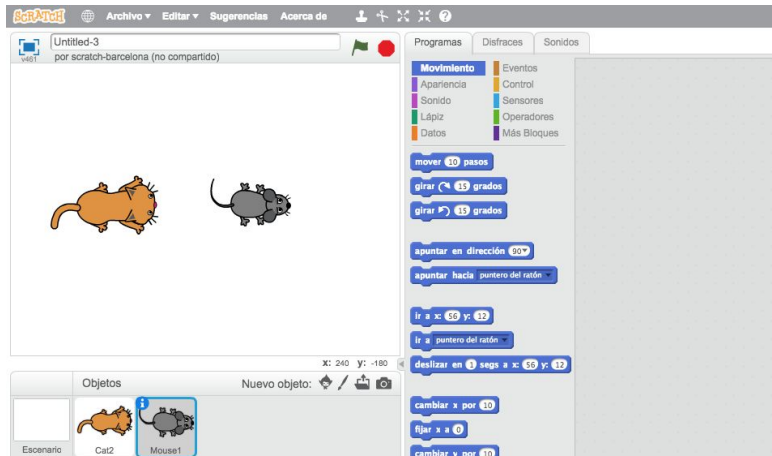 SCRATCH Archivo▾ Editar▾ Sugerencias Acerca de
Untitled-3
v461 por scratch-barcelona (no compartido)
Programas Disfraces Sonidos
Movimiento Eventos
Apariencia Control
Sonido Sensores
Lápiz Operadores
Datos Más Bloques
mover 10 pasos
girar 15 grados
girar 15 grados
apuntar en dirección 90▾
apuntar hacia puntero del ratón
ir a x: 56 y: 12
ir a puntero del ratón
deslizar en 1 segs a x: 56 y: 12
cambiar x por 10
fijar x a 0
cambiar y por 10
x: 240 y: -180
Objetos Nuevo objeto:
Escenario Cat2 Mouse1